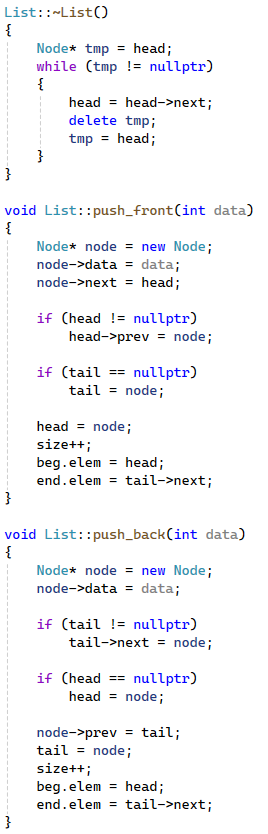 List::~List()
{
    Node* tmp = head;
    while (tmp != nullptr)
    {
        head = head->next;
        delete tmp;
        tmp = head;
    }
}

void List::push_front(int data)
{
    Node* node = new Node;
    node->data = data;
    node->next = head;

    if (head != nullptr)
        head->prev = node;

    if (tail == nullptr)
        tail = node;

    head = node;
    size++;
    beg.elem = head;
    end.elem = tail->next;
}

void List::push_back(int data)
{
    Node* node = new Node;
    node->data = data;

    if (tail != nullptr)
        tail->next = node;

    if (head == nullptr)
        head = node;

    node->prev = tail;
    tail = node;
    size++;
    beg.elem = head;
    end.elem = tail->next;
}